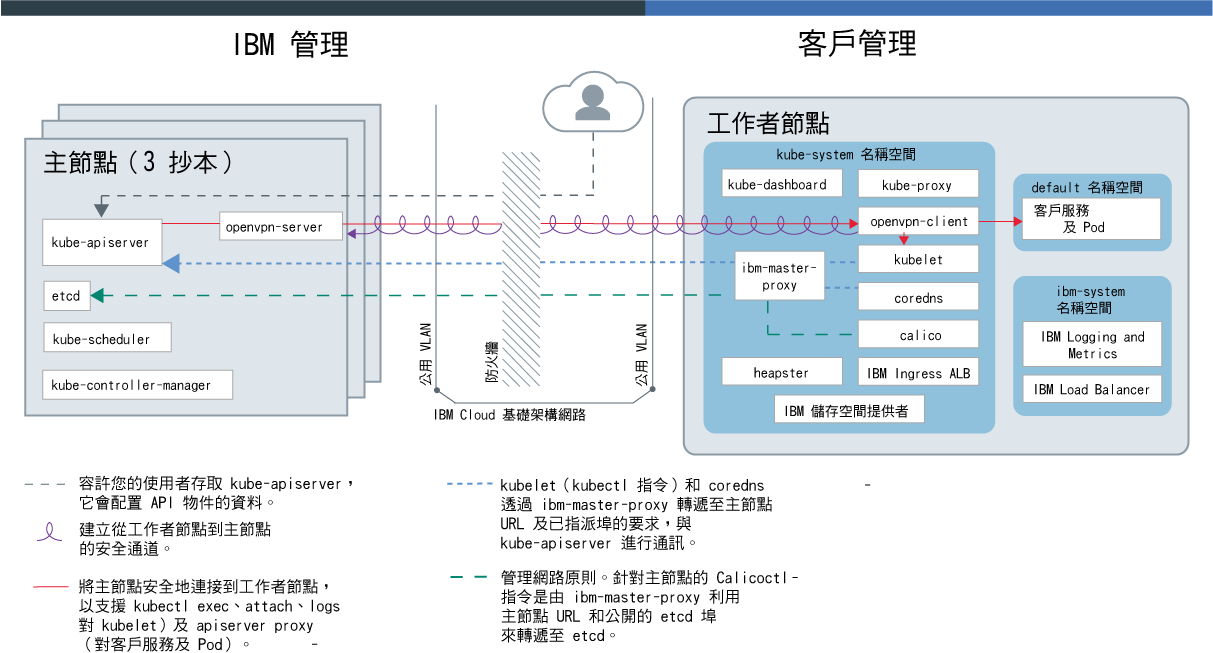 IBM 管理
客戶管理
主節點（3 抄本）
kube-apiserver
openvpn-server
etcd
kube-scheduler
kube-controller-manager
公用 VLAN
防火牆
公用 VLAN
IBM Cloud 基礎架構網路
工作者節點
kube-system 名稱空間
kube-dashboard
kube-proxy
openvpn-client
kubelet
ibm-master-
proxy
coredns
calico
heapster
IBM Ingress ALB
IBM 儲存空間提供者
default 名稱空間
客戶服務
及 Pod
ibm-system
名稱空間
IBM Logging and
Metrics
IBM Load Balancer
容許您的使用者存取 kube-apiserver，
它會配置 API 物件的資料。
建立從工作者節點到主節點
的安全通道。
將主節點安全地連接到工作者節點，
以支援 kubectl exec、attach、logs
對 kubelet）及 apiserver proxy
（對客戶服務及 Pod）。 -
kubelet（kubectl 指令）和 coredns -
透過 ibm-master-proxy 轉遞至主節點
URL 及已指派埠的要求，與
kube-apiserver 進行通訊。
管理網路原則。針對主節點的 Calicoctl-
指令是由 ibm-master-proxy 利用
主節點 URL 和公開的 etcd 埠
來轉遞至 etcd。